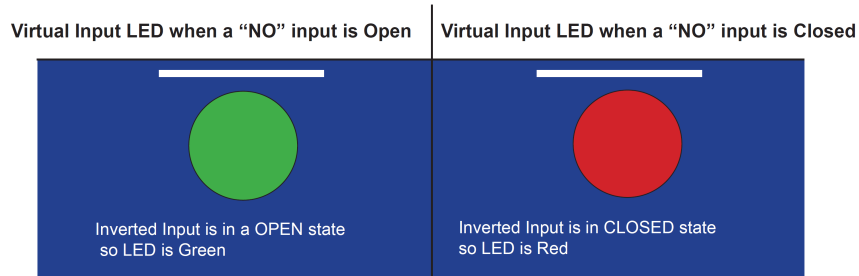 Virtual Input LED when a “NO” input is Open
Virtual Input LED when a “NO” input is Closed
Inverted Input is in a OPEN state
so LED is Green
Inverted Input is in CLOSED state
so LED is Red